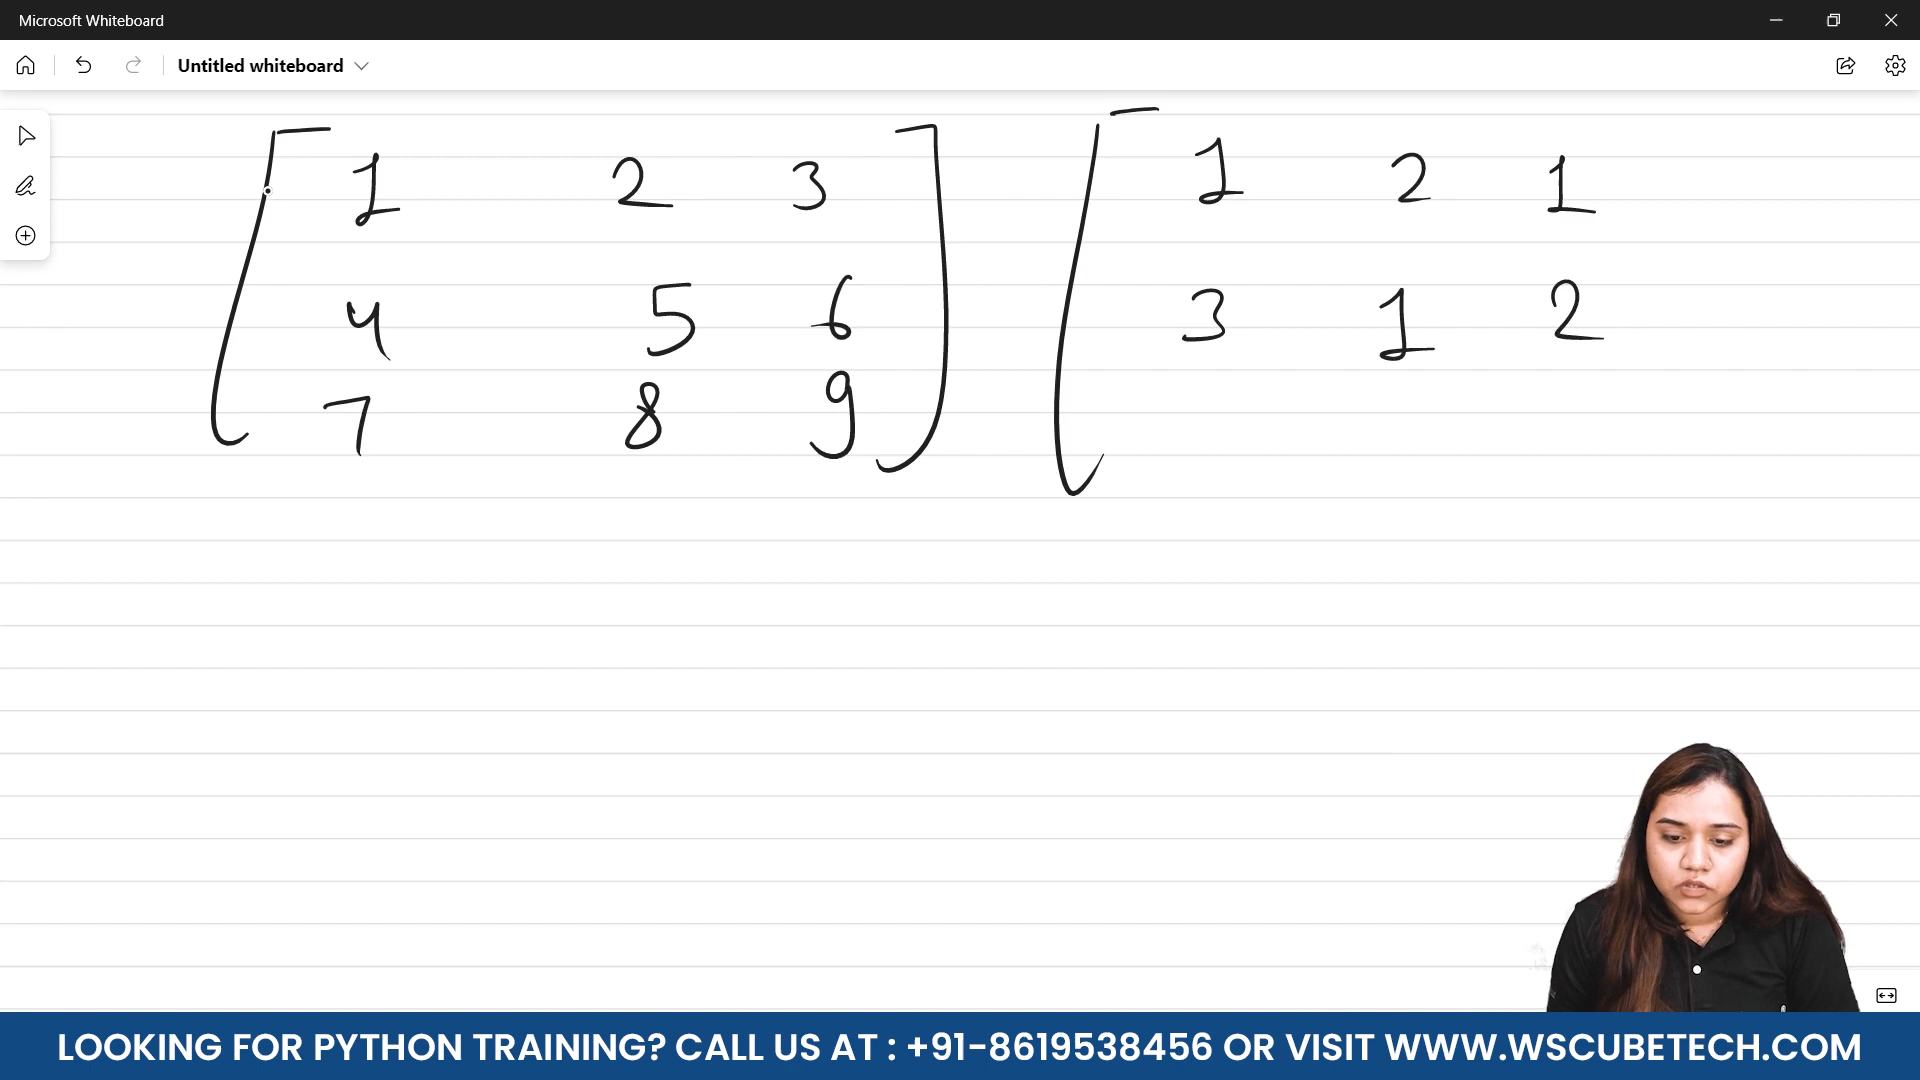 Microsoft Whiteboard
Untitled whiteboard
1 2 3 1 2 1
4 5 6 3 1 2
7 8 9
LOOKING FOR PYTHON TRAINING? CALL US AT : +91-8619538456 OR VISIT WWW.WSCUBETECH.COM